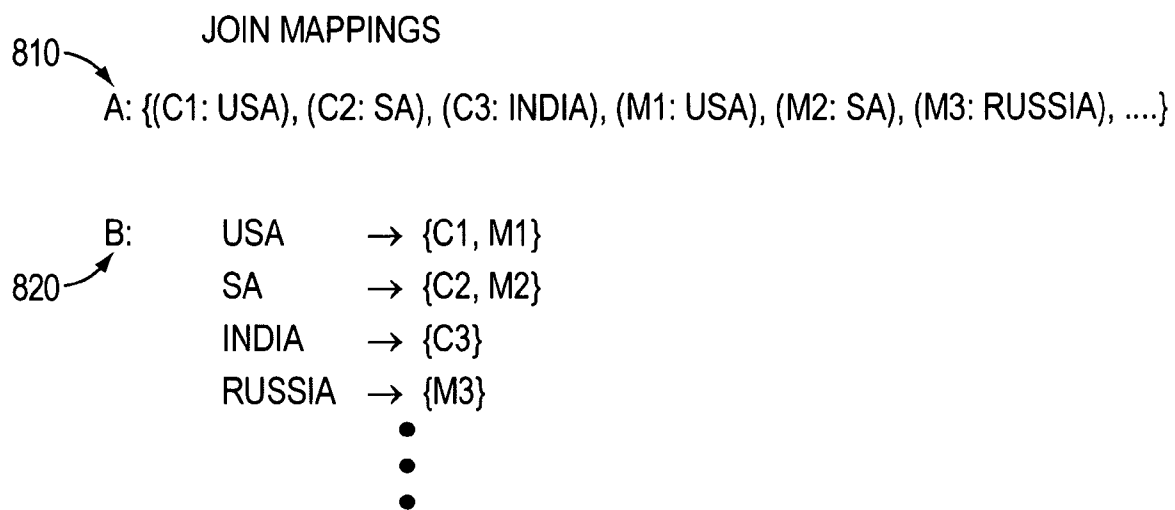 JOIN MAPPINGS
810
A: {(C1: USA), (C2: SA), (C3: INDIA), (M1: USA), (M2: SA), (M3: RUSSIA), ....}
B: USA → {C1, M1}
820
SA → {C2, M2}
INDIA → {C3}
RUSSIA → {M3}